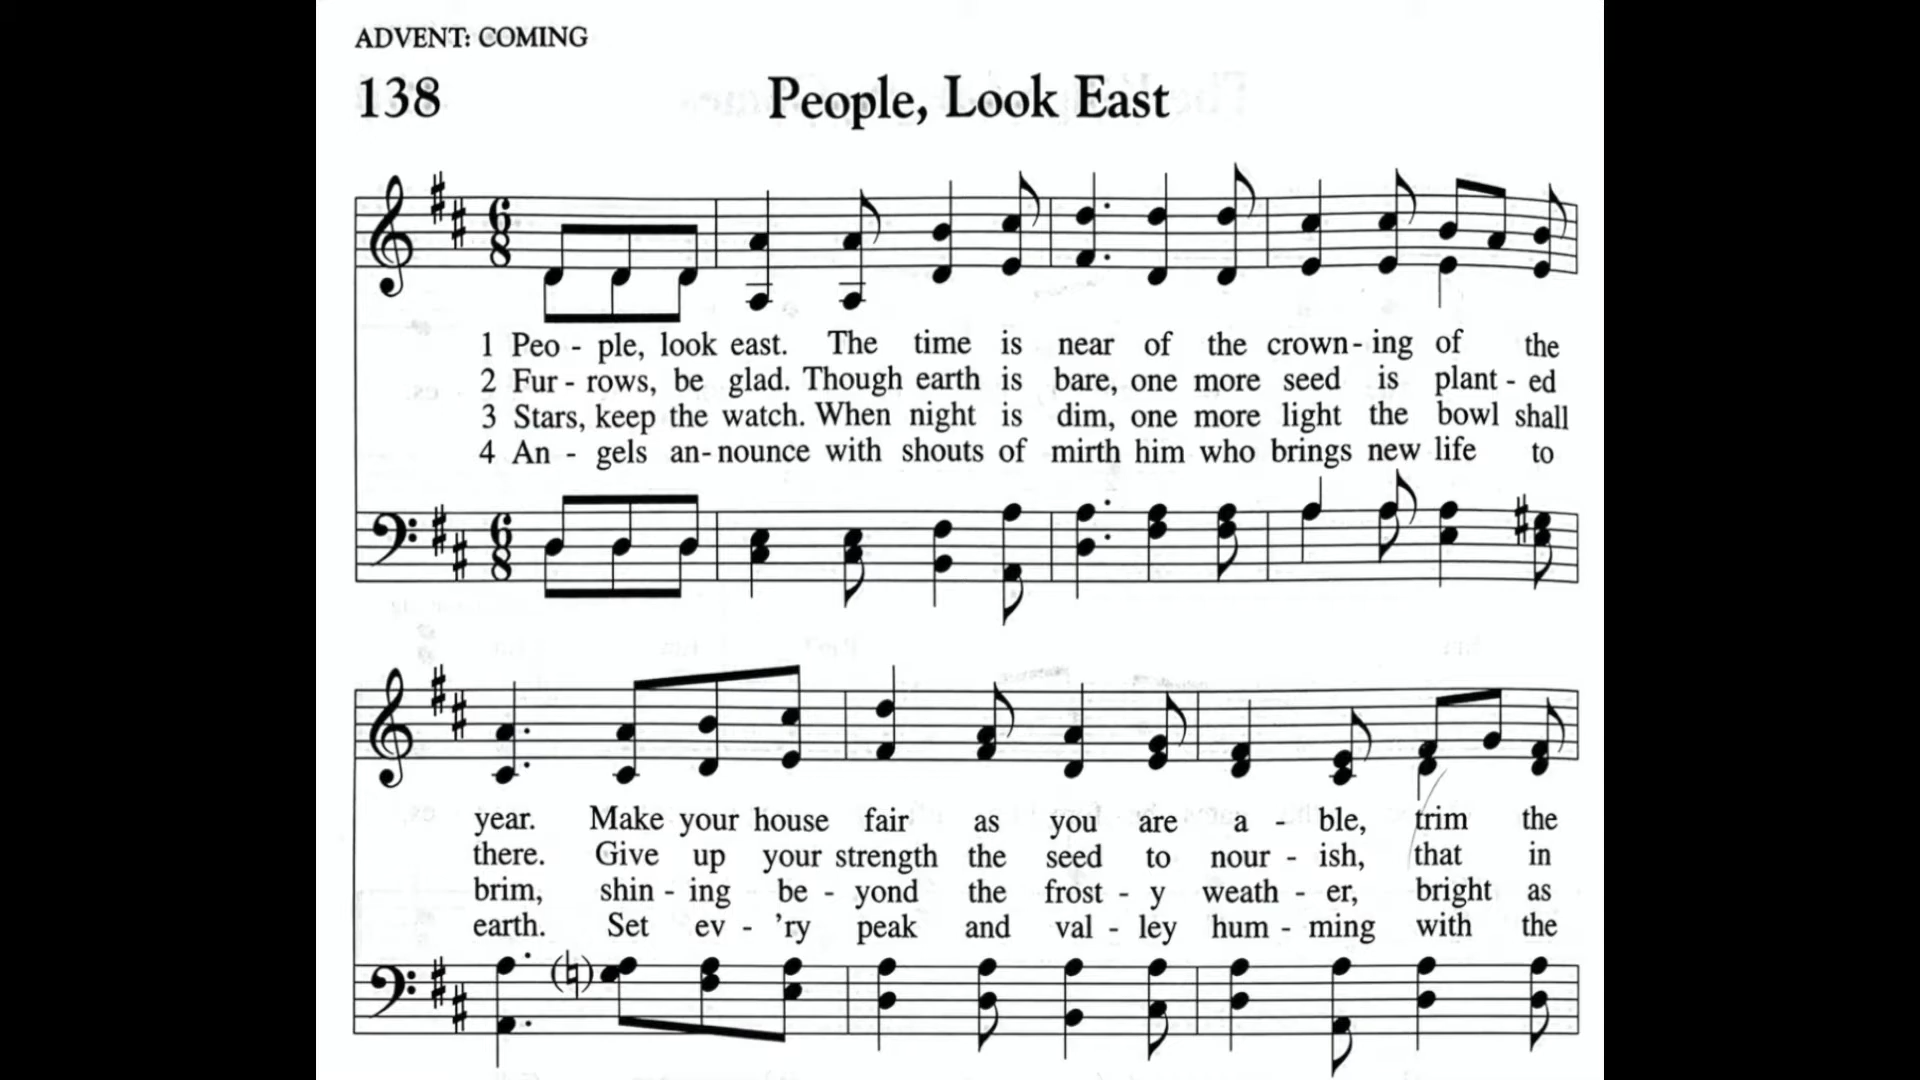 ADVENT: COMING
138 People, Look East
1 Peo - ple, look east. The time is near of the crown - ing of the
2 Fur - rows, be glad. Though earth is bare, one more seed is plant - ed
3 Stars, keep the watch. When night is dim, one more light the bowl shall
4 An - gels an - nounce with shouts of mirth him who brings new life to
year. Make your house fair as you are a - ble, trim the
there. Give up your strength the seed to nour - ish, that in
brim, shin - ing be - yond the frost - y weath - er, bright as
earth. Set ev - 'ry peak and val - ley hum - ming with the